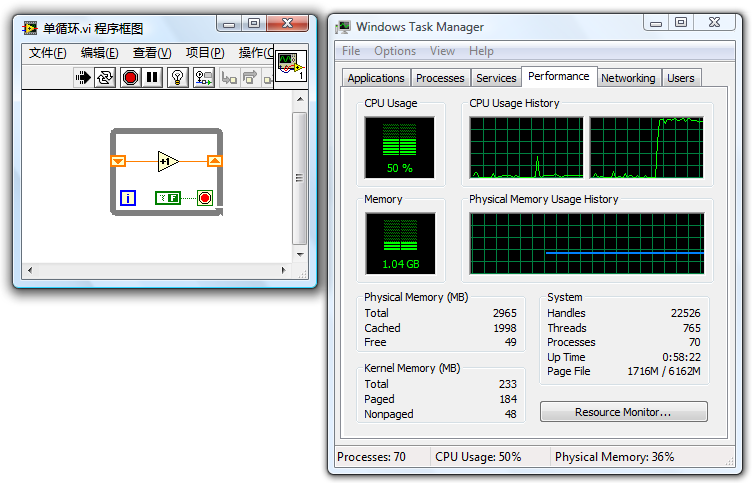 单循环.vi 程序框图
文件(F) 编辑(E) 查看(V) 项目(P) 操作(O
1
+1
i
F
Windows Task Manager
File Options View Help
Applications Processes Services Performance Networking Users
CPU Usage CPU Usage History
50 %
Memory Physical Memory Usage History
1.04 GB
Physical Memory (MB)
Total 2965
Cached 1998
Free 49
Kernel Memory (MB)
Total 233
Paged 184
Nonpaged 48
System
Handles 22526
Threads 765
Processes 70
Up Time 0:58:22
Page File 1716M / 6162M
Resource Monitor...
Processes: 70 CPU Usage: 50% Physical Memory: 36%